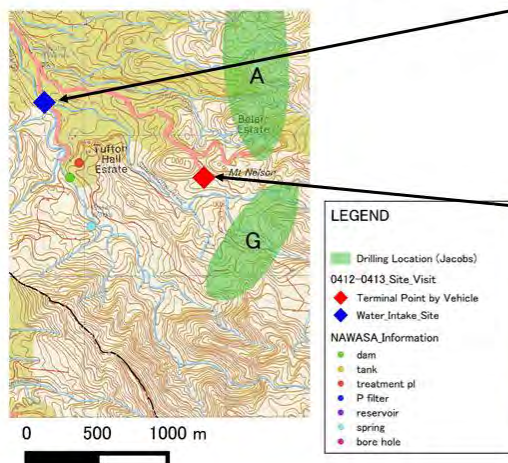 A
Belair
Estate
Tufton
Hall
Estate
Mt Nelson
G
LEGEND
Drilling Location (Jacobs)
0412-0413_Site_Visit
Terminal Point by Vehicle
Water_Intake_Site
NAWASA_Information
dam
tank
treatment pl
P filter
reservoir
spring
bore hole
0 500 1000 m